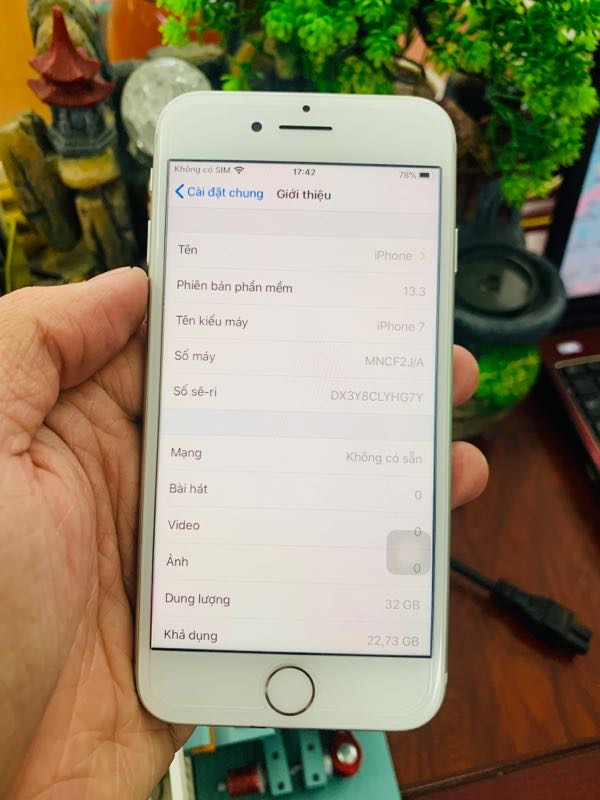 Không có SIM 17:42 78%
Cài đặt chung Giới thiệu
Tên iPhone
Phiên bản phần mềm 13.3
Tên kiểu máy iPhone 7
Số máy MNCF2J/A
Số sê-ri DX3Y8CLYHG7Y
Mạng Không có sẵn
Bài hát 0
Video 0
Ảnh 0
Dung lượng 32 GB
Khả dụng 22,73 GB